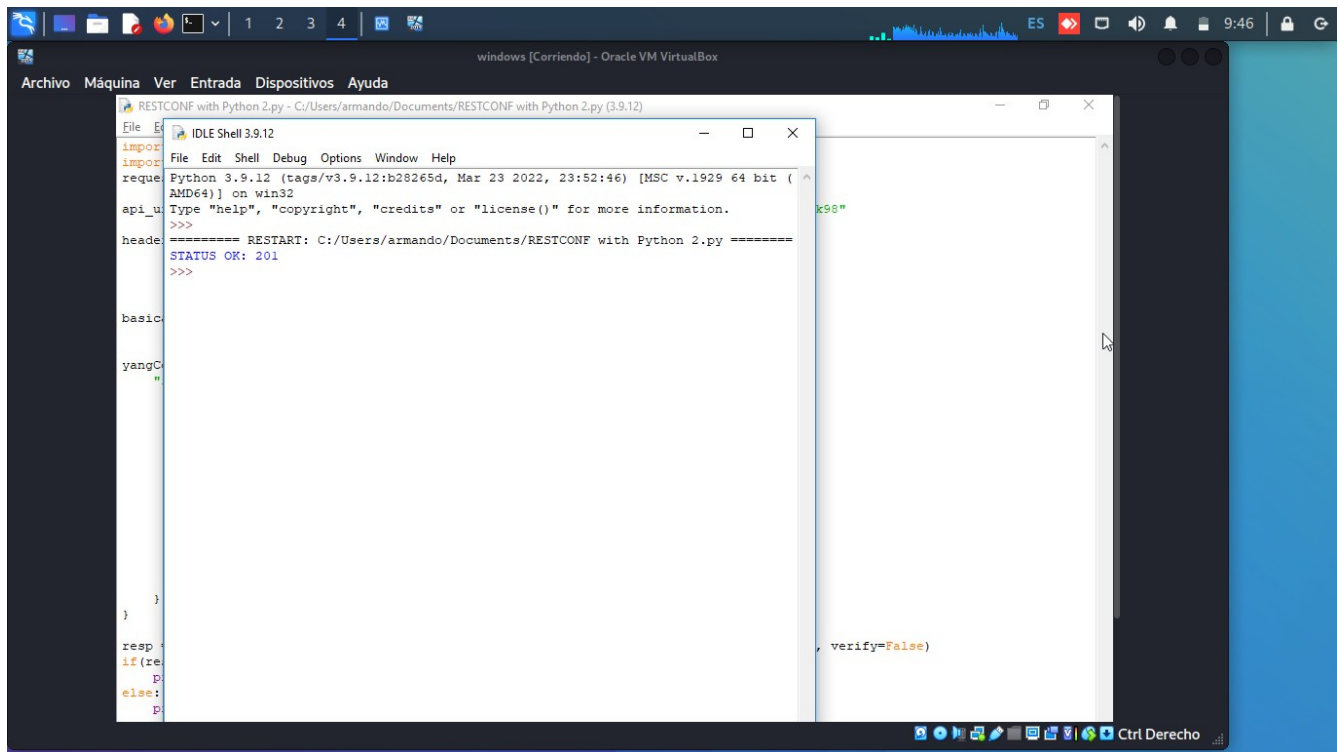 1 2 3 4 ES 9:46
windows [Corriendo] - Oracle VM VirtualBox
Archivo Máquina Ver Entrada Dispositivos Ayuda
RESTCONF with Python 2.py - C:/Users/armando/Documents/RESTCONF with Python 2.py (3.9.12)
File Ed
IDLE Shell 3.9.12
File Edit Shell Debug Options Window Help
impor
impor
reque
Python 3.9.12 (tags/v3.9.12:b28265d, Mar 23 2022, 23:52:46) [MSC v.1929 64 bit (
AMD64)] on win32
api_u
Type "help", "copyright", "credits" or "license()" for more information.
k98"
>>>
heade
========= RESTART: C:/Users/armando/Documents/RESTCONF with Python 2.py ========
STATUS OK: 201
>>>
basic
yangCo
"
}
}
resp =
, verify=False)
if(re
p
else:
p
Ctrl Derecho